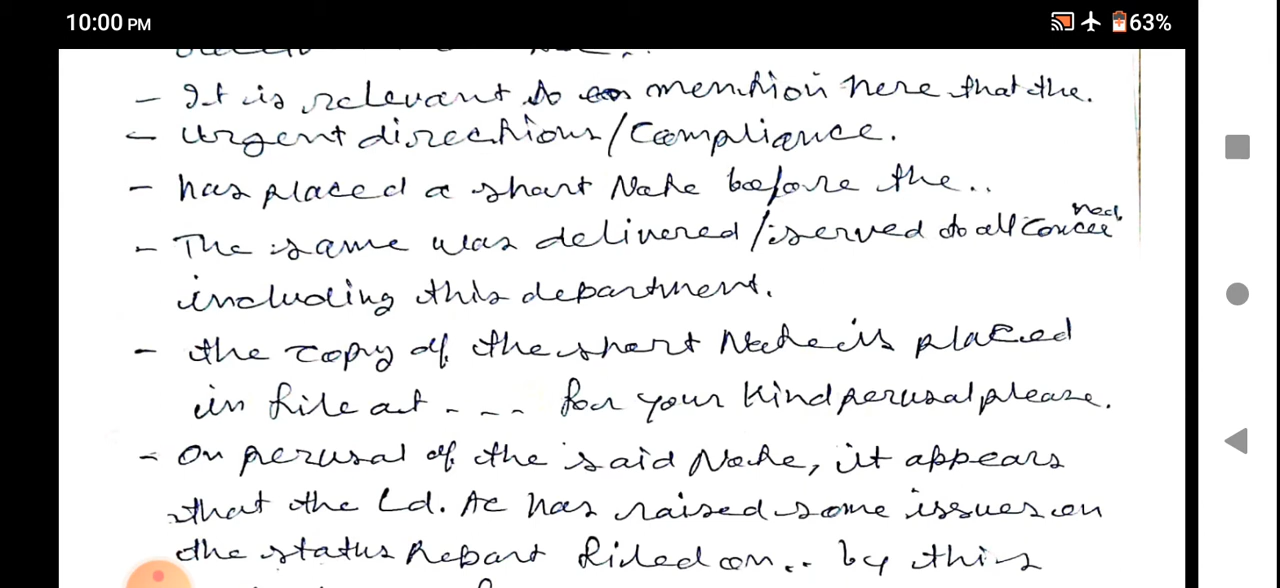 10:00 PM
63%
- It is relevant to mention here that the.
- Urgent directions/Compliance.
- has placed a short Note before the..
- The same was delivered/served to all Concerned
including this department.
- the copy of the short Note is placed
in file at - - - for your kind perusal please.
- On perusal of the said Note, it appears
that the Ld. AC has raised some issues on
the status Report filed on.. by this